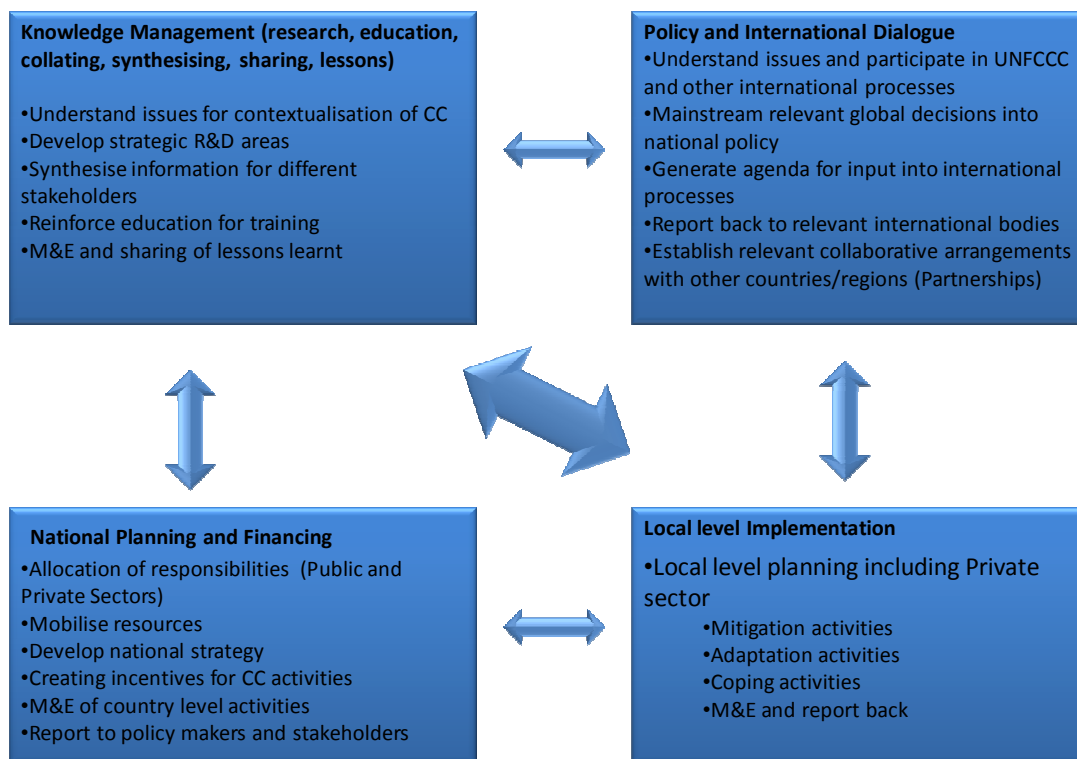 Knowledge Management (research, education,
collating, synthesising, sharing, lessons)
•Understand issues for contextualisation of CC
•Develop strategic R&D areas
•Synthesise information for different
stakeholders
•Reinforce education for training
•M&E and sharing of lessons learnt
Policy and International Dialogue
•Understand issues and participate in UNFCCC
and other international processes
•Mainstream relevant global decisions into
national policy
•Generate agenda for input into international
processes
•Report back to relevant international bodies
•Establish relevant collaborative arrangements
with other countries/regions (Partnerships)
National Planning and Financing
•Allocation of responsibilities (Public and
Private Sectors)
•Mobilise resources
•Develop national strategy
•Creating incentives for CC activities
•M&E of country level activities
•Report to policy makers and stakeholders
Local level Implementation
•Local level planning including Private
sector
•Mitigation activities
•Adaptation activities
•Coping activities
•M&E and report back